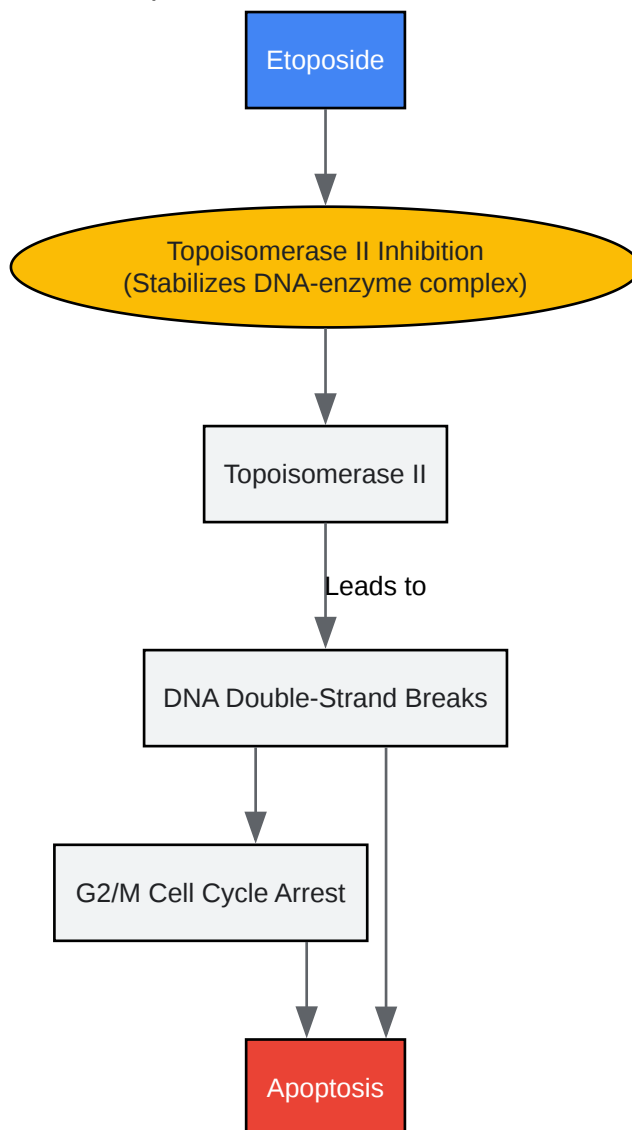 Etoposide
Topoisomerase II Inhibition
(Stabilizes DNA-enzyme complex)
Topoisomerase II
Leads to
DNA Double-Strand Breaks
G2/M Cell Cycle Arrest
Apoptosis